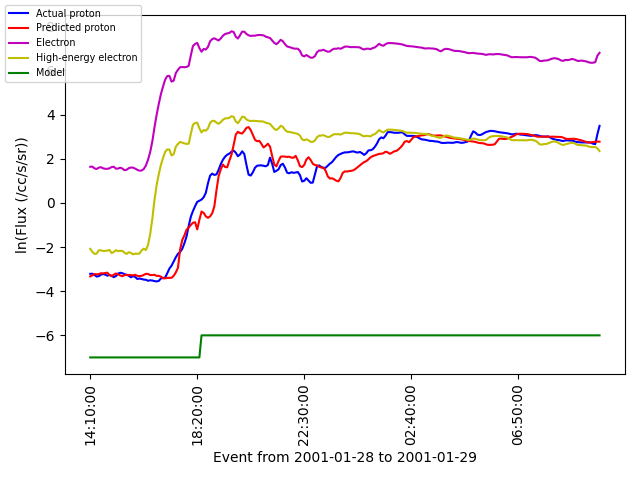 Actual proton
Predicted proton
Electron
High-energy electron
Model
4
2
0
−2
−4
−6
ln(Flux (/cc/s/sr))
14:10:00
18:20:00
22:30:00
02:40:00
06:50:00
Event from 2001-01-28 to 2001-01-29